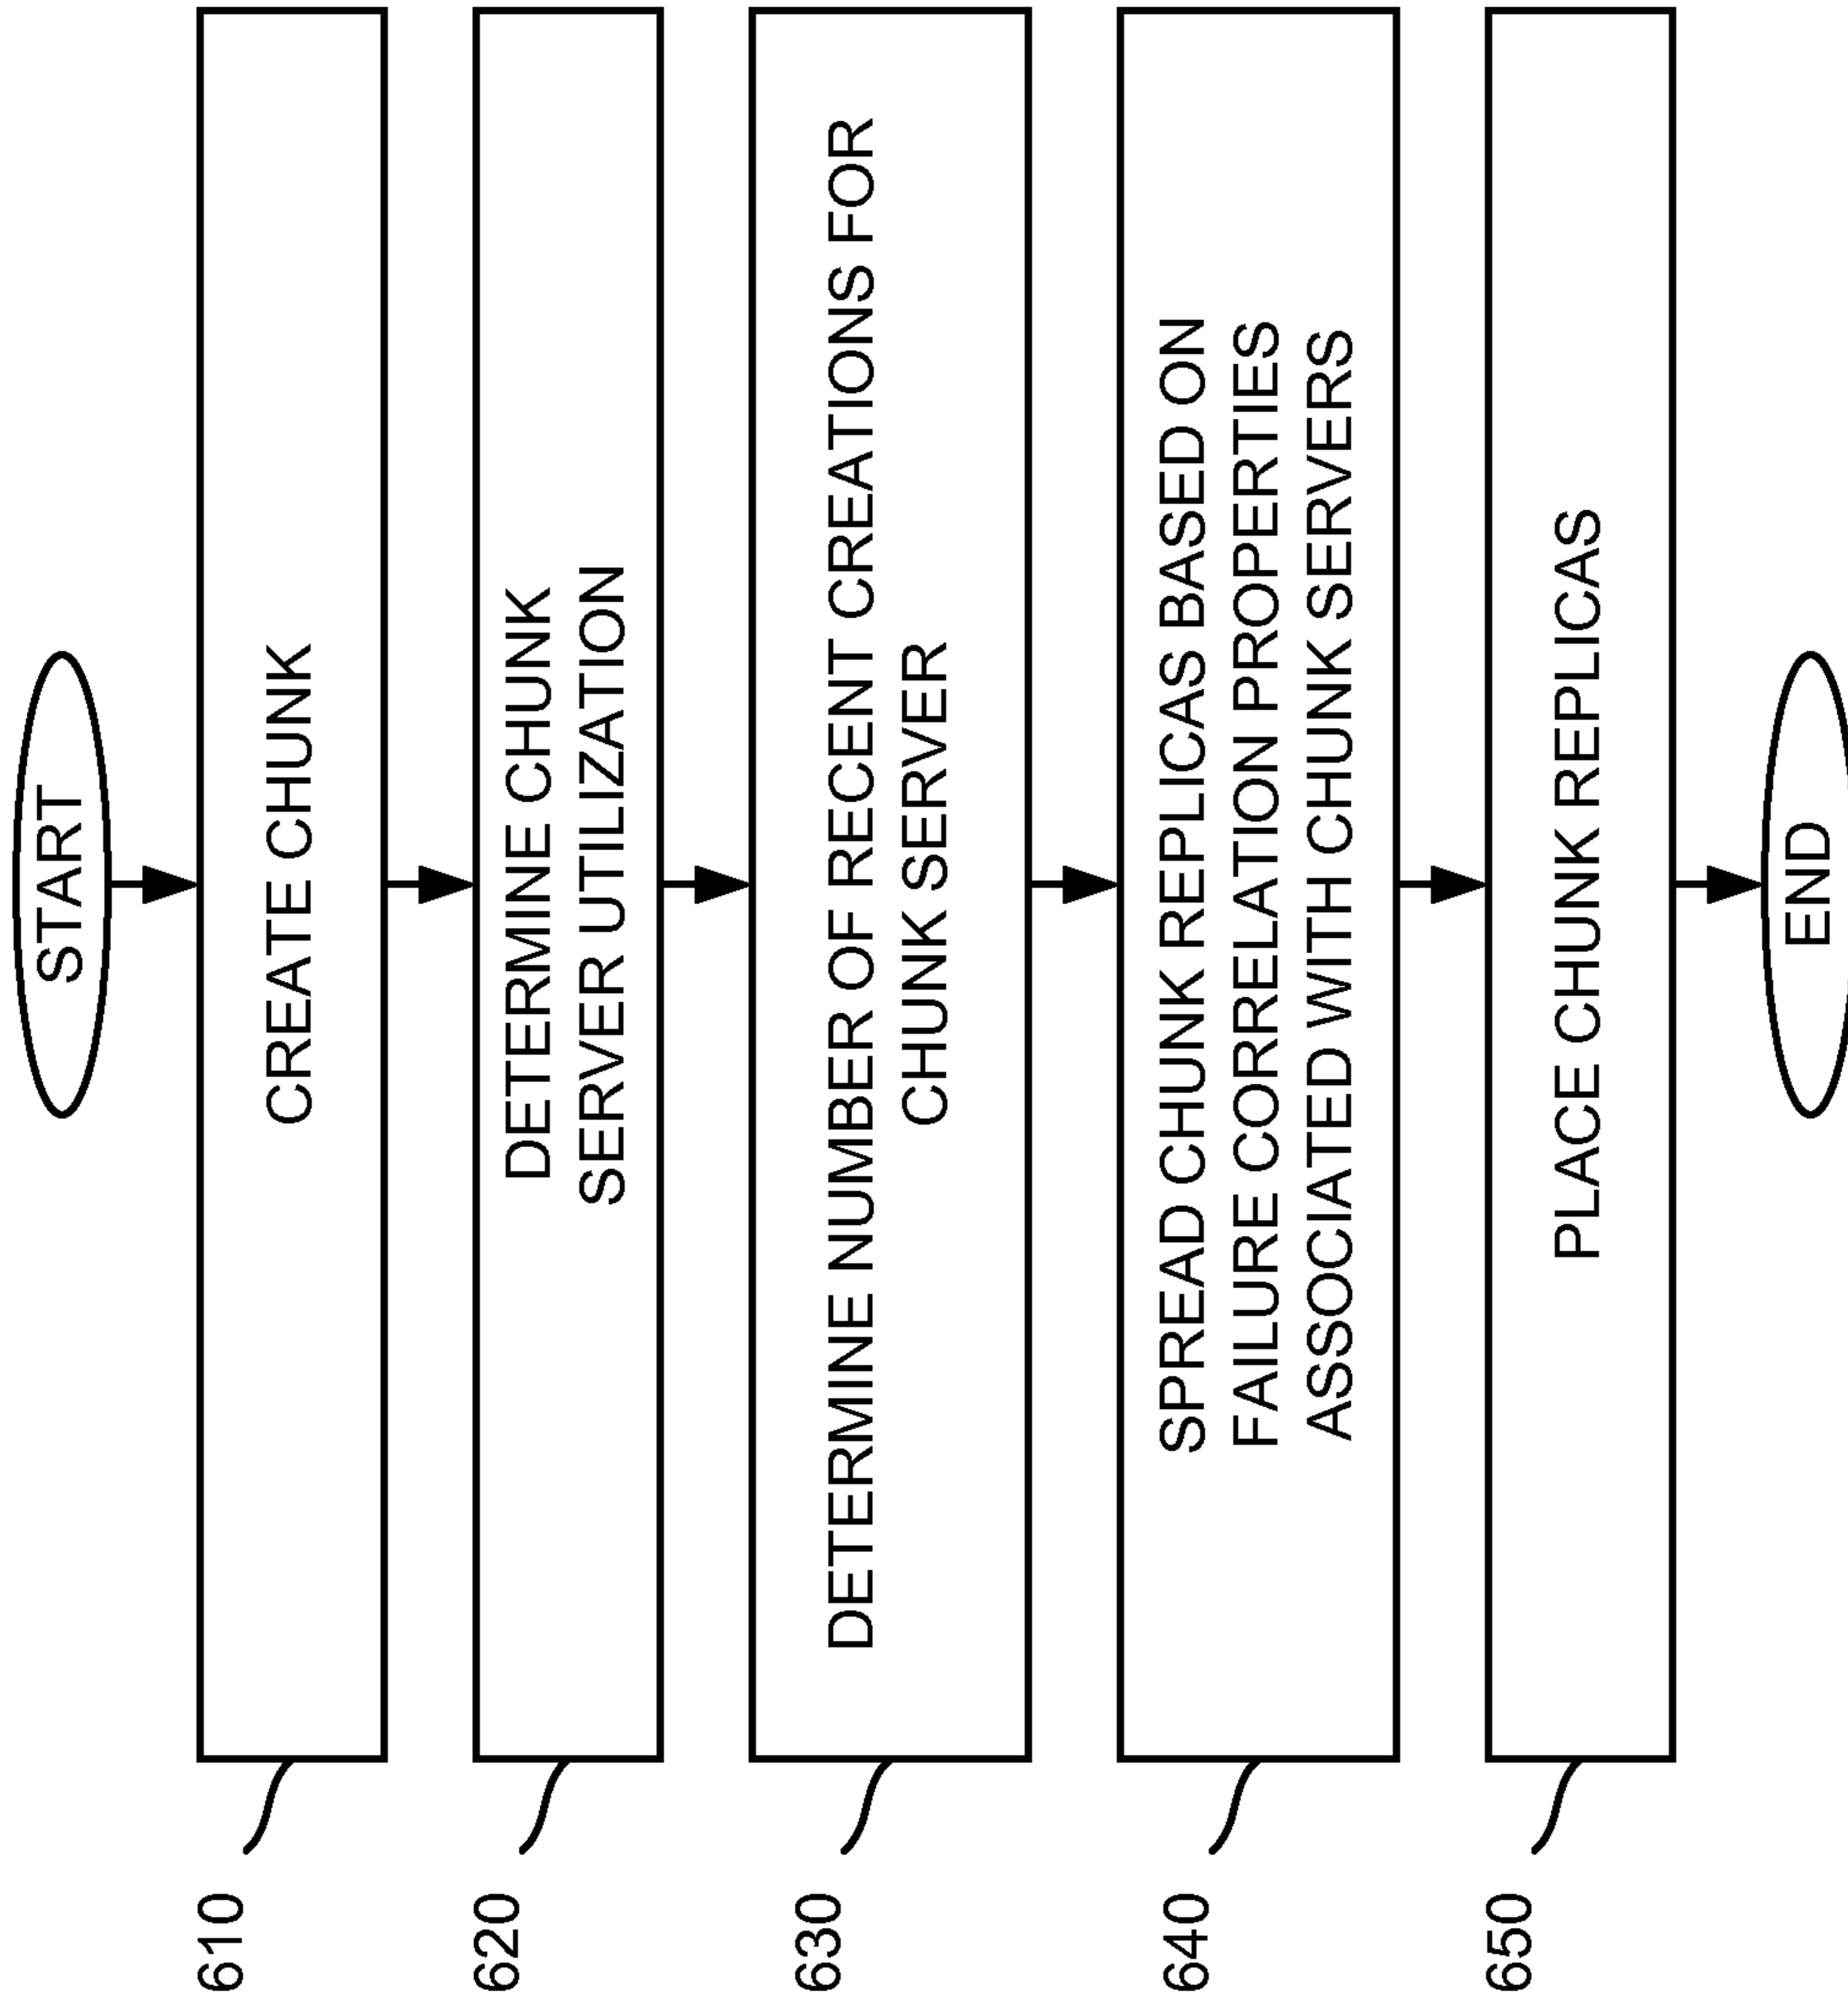 START
610
CREATE CHUNK
620
DETERMINE CHUNK
SERVER UTILIZATION
630
DETERMINE NUMBER OF RECENT CREATIONS FOR
CHUNK SERVER
640
SPREAD CHUNK REPLICAS BASED ON
FAILURE CORRELATION PROPERTIES
ASSOCIATED WITH CHUNK SERVERS
650
PLACE CHUNK REPLICAS
END